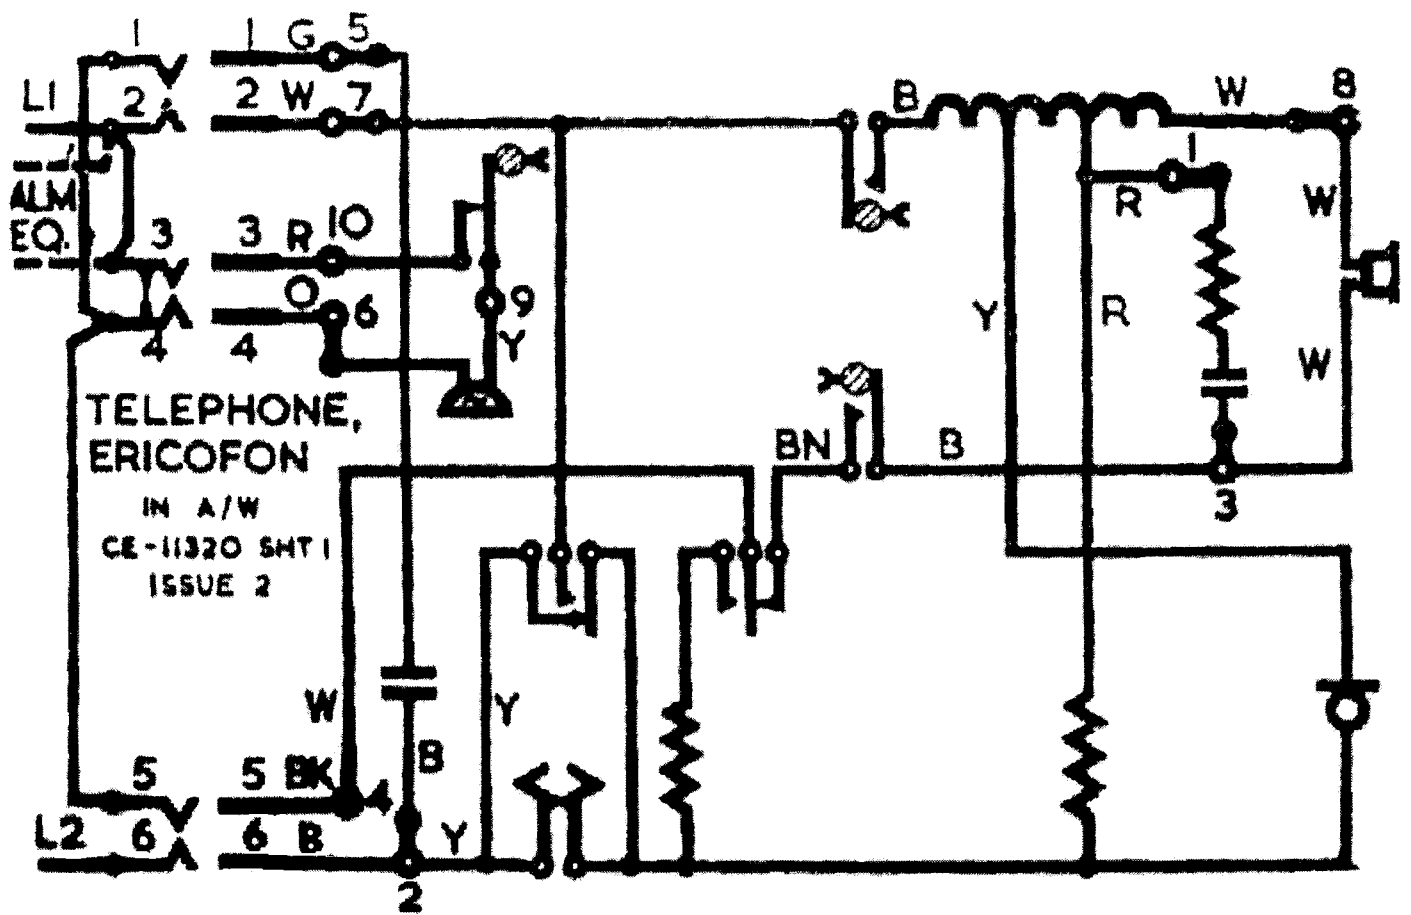 1 1 G 5
L1 2 2 W 7 B W 8
1
ALM R W
EQ. 3 3 R 10
O 6 9 Y R
4 4 Y W
TELEPHONE,
ERICOFON BN B
IN A/W 3
CE-11320 SHT 1
ISSUE 2
W Y
B
5 5 BK 4
L2 6 6 B Y
2